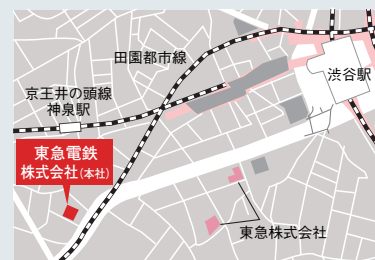 田園都市線
渋谷駅
京王井の頭線
神泉駅
東急電鉄
株式会社(本社)
東急株式会社